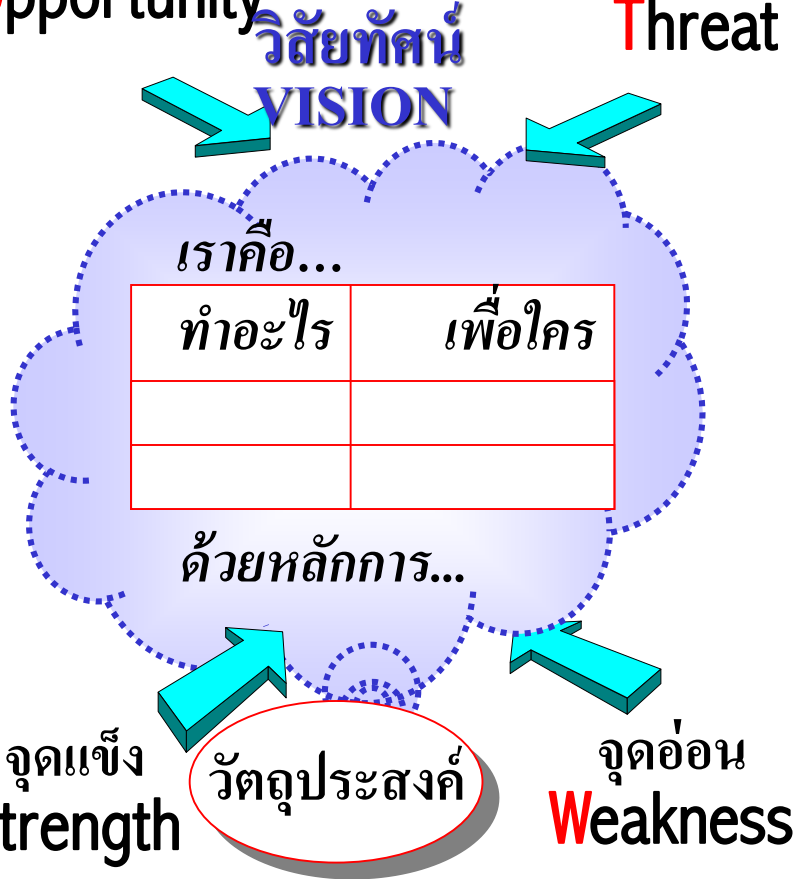 pportunity
Threat
วิสัยทัศน์
VISION
เราคือ...
ทำอะไร เพื่อใคร
ด้วยหลักการ...
จุดแข็ง
trength
วัตถุประสงค์
จุดอ่อน
Weakness